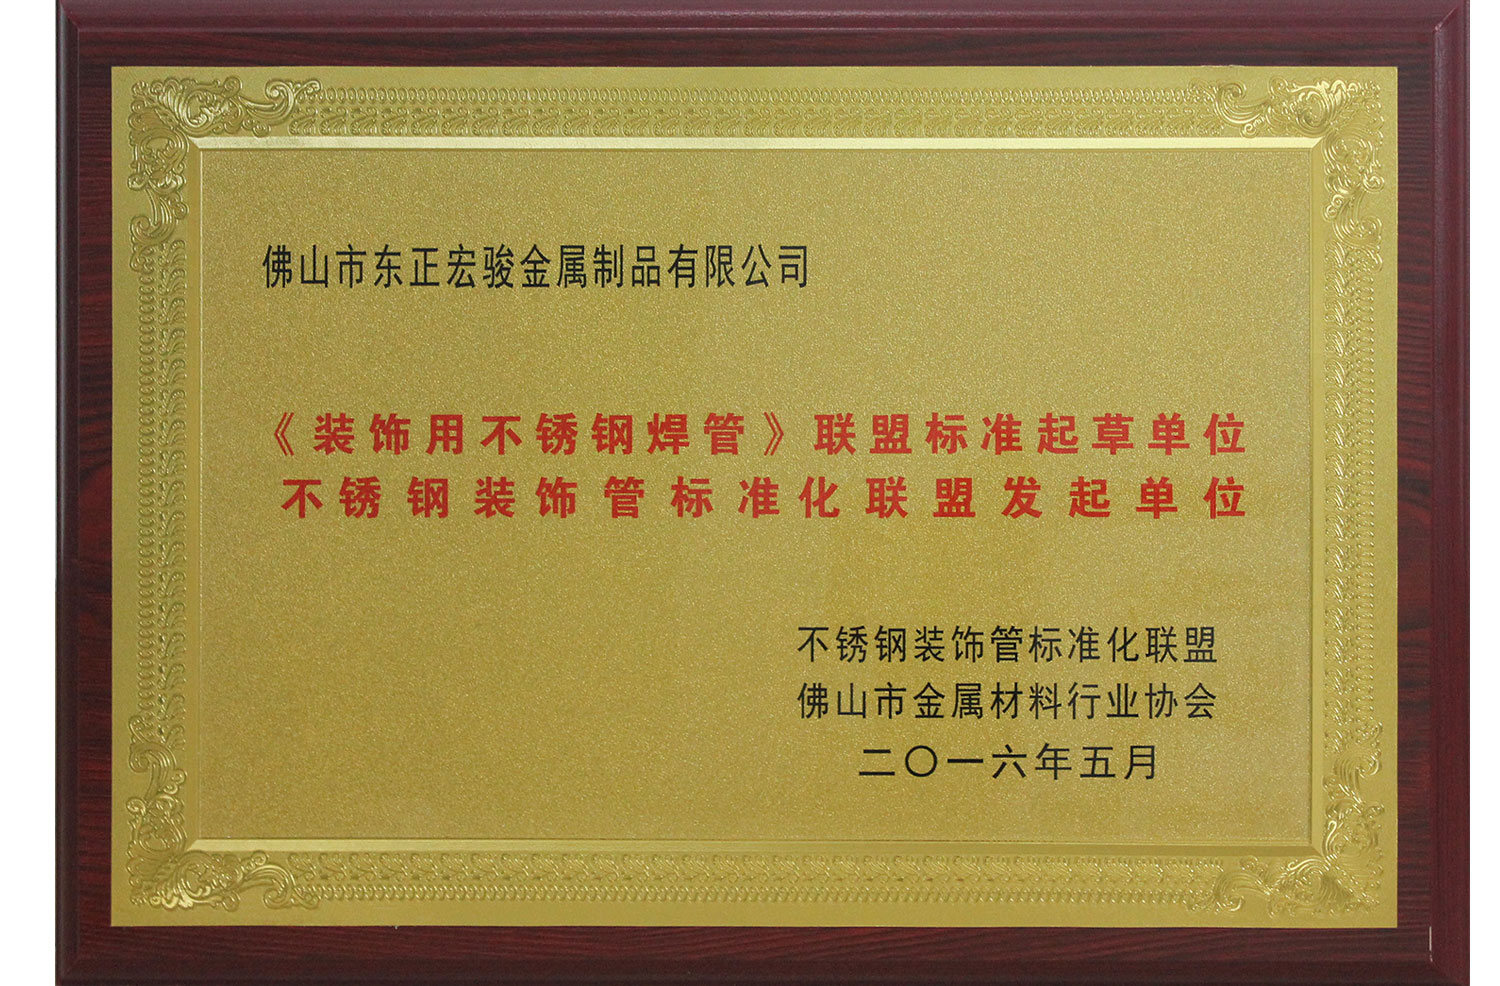 佛山市东正宏骏金属制品有限公司
《装饰用不锈钢焊管》联盟标准起草单位
不锈钢装饰管标准化联盟发起单位
不锈钢装饰管标准化联盟
佛山市金属材料行业协会
二〇一六年五月